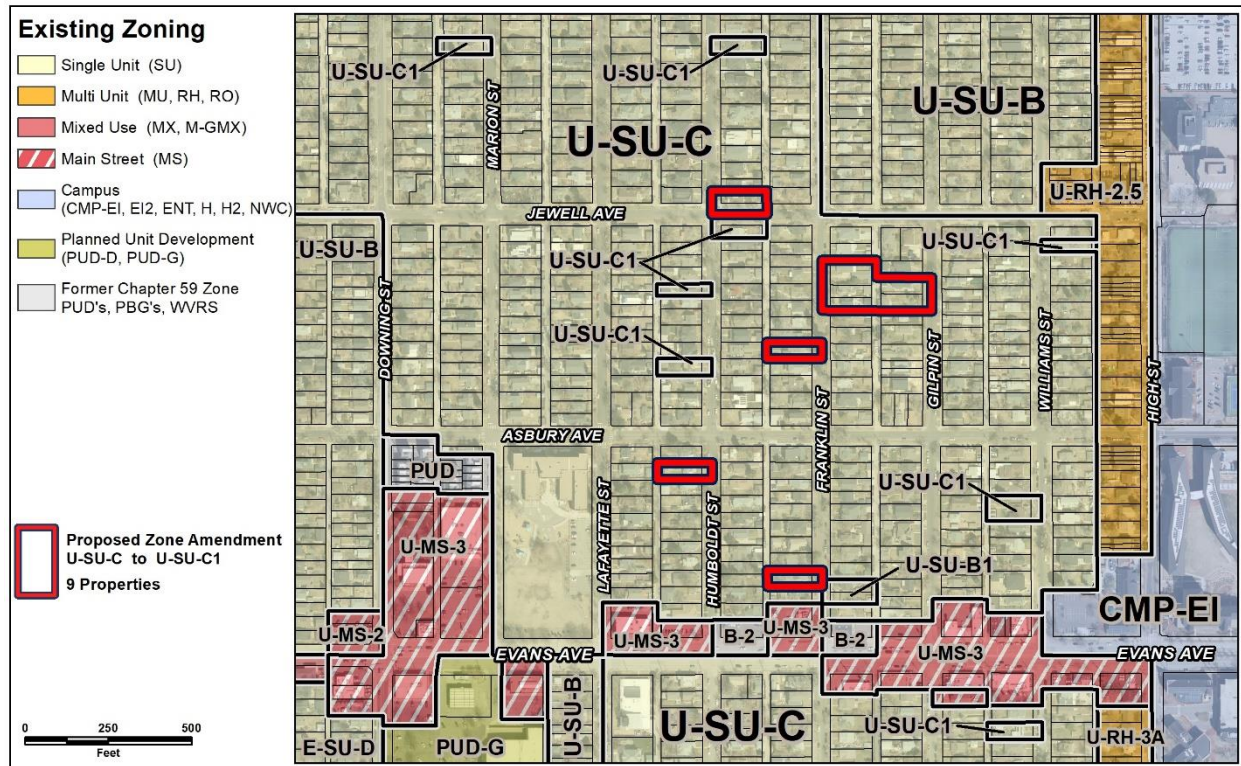 Existing Zoning
Single Unit (SU)
Multi Unit (MU, RH, RO)
Mixed Use (MX, M-GMX)
Main Street (MS)
Campus
(CMP-EI, EI2, ENT, H, H2, NWC)
Planned Unit Development
(PUD-D, PUD-G)
Former Chapter 59 Zone
PUD's, PBG's, WVRS
Proposed Zone Amendment
U-SU-C to U-SU-C1
9 Properties
0 250 500
Feet
U-SU-C1
MARION ST
U-SU-C1
U-SU-B
U-SU-C
U-RH-2.5
JEWELL AVE
U-SU-B
U-SU-C1
U-SU-C1
WILLIAMS ST
DOWNING ST
U-SU-C1
GILPIN ST
HIGH ST
FRANKLIN ST
ASBURY AVE
PUD
LAFAYETTE ST
HUMBOLDT ST
U-SU-C1
U-MS-3
U-SU-B1
CMP-EI
U-MS-2
U-MS-3
B-2
U-MS-3
B-2
U-MS-3
EVANS AVE
EVANS AVE
U-SU-B
U-SU-C
U-SU-C1
E-SU-D
PUD-G
U-RH-3A